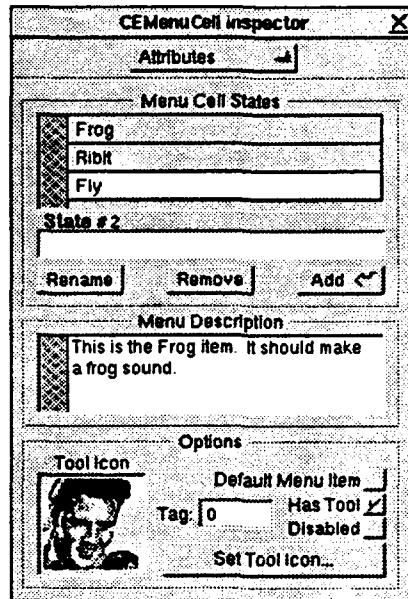 CEMenuCell Inspector
Attributes
Menu Cell States
Frog
Ribit
Fly
State # 2
Rename Remove Add
Menu Description
This is the Frog item. It should make
a frog sound.
Options
Tool Icon
Default Menu Item
Tag: 0
Has Tool
Disabled
Set Tool Icon...